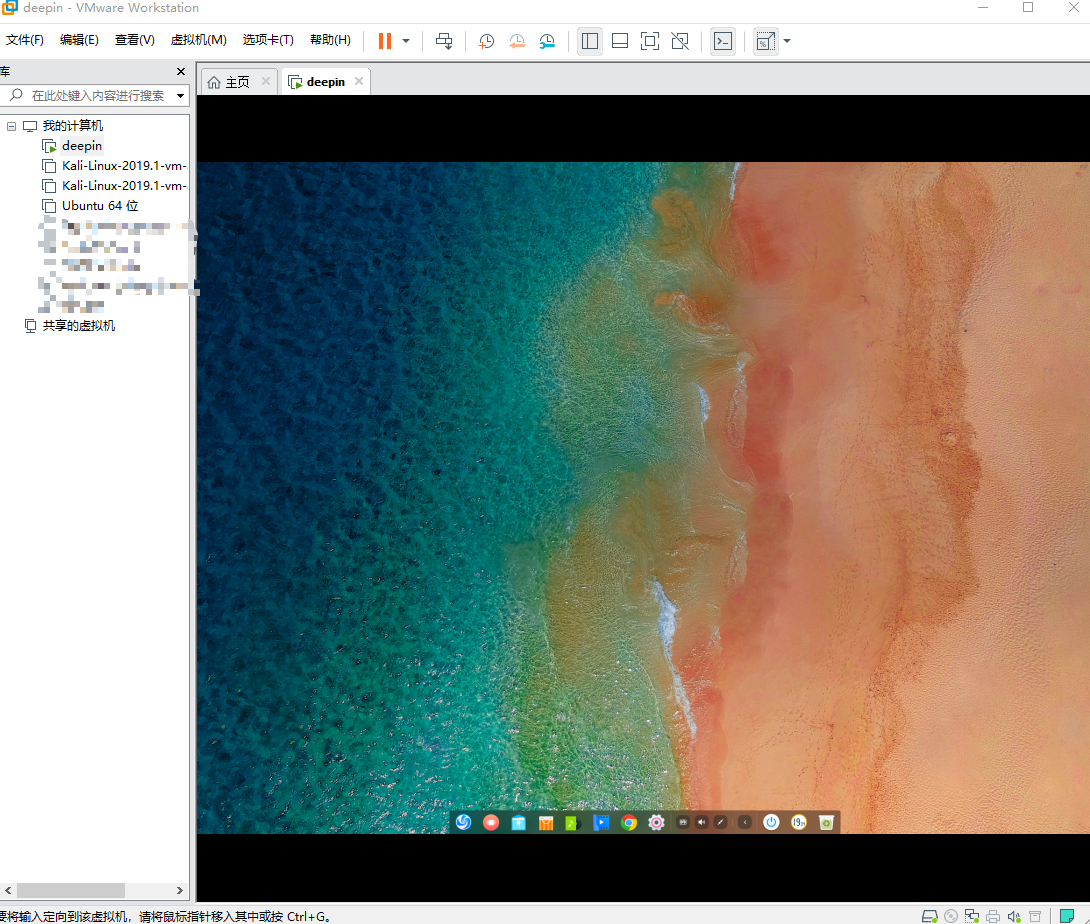 deepin - VMware Workstation
文件(F) 编辑(E) 查看(V) 虚拟机(M) 选项卡(T) 帮助(H)
库
主页 deepin
在此处键入内容进行搜索
我的计算机
deepin
Kali-Linux-2019.1-vm-
Kali-Linux-2019.1-vm-
Ubuntu 64 位
共享的虚拟机
要将输入定向到该虚拟机，请将鼠标指针移入其中或按 Ctrl+G。